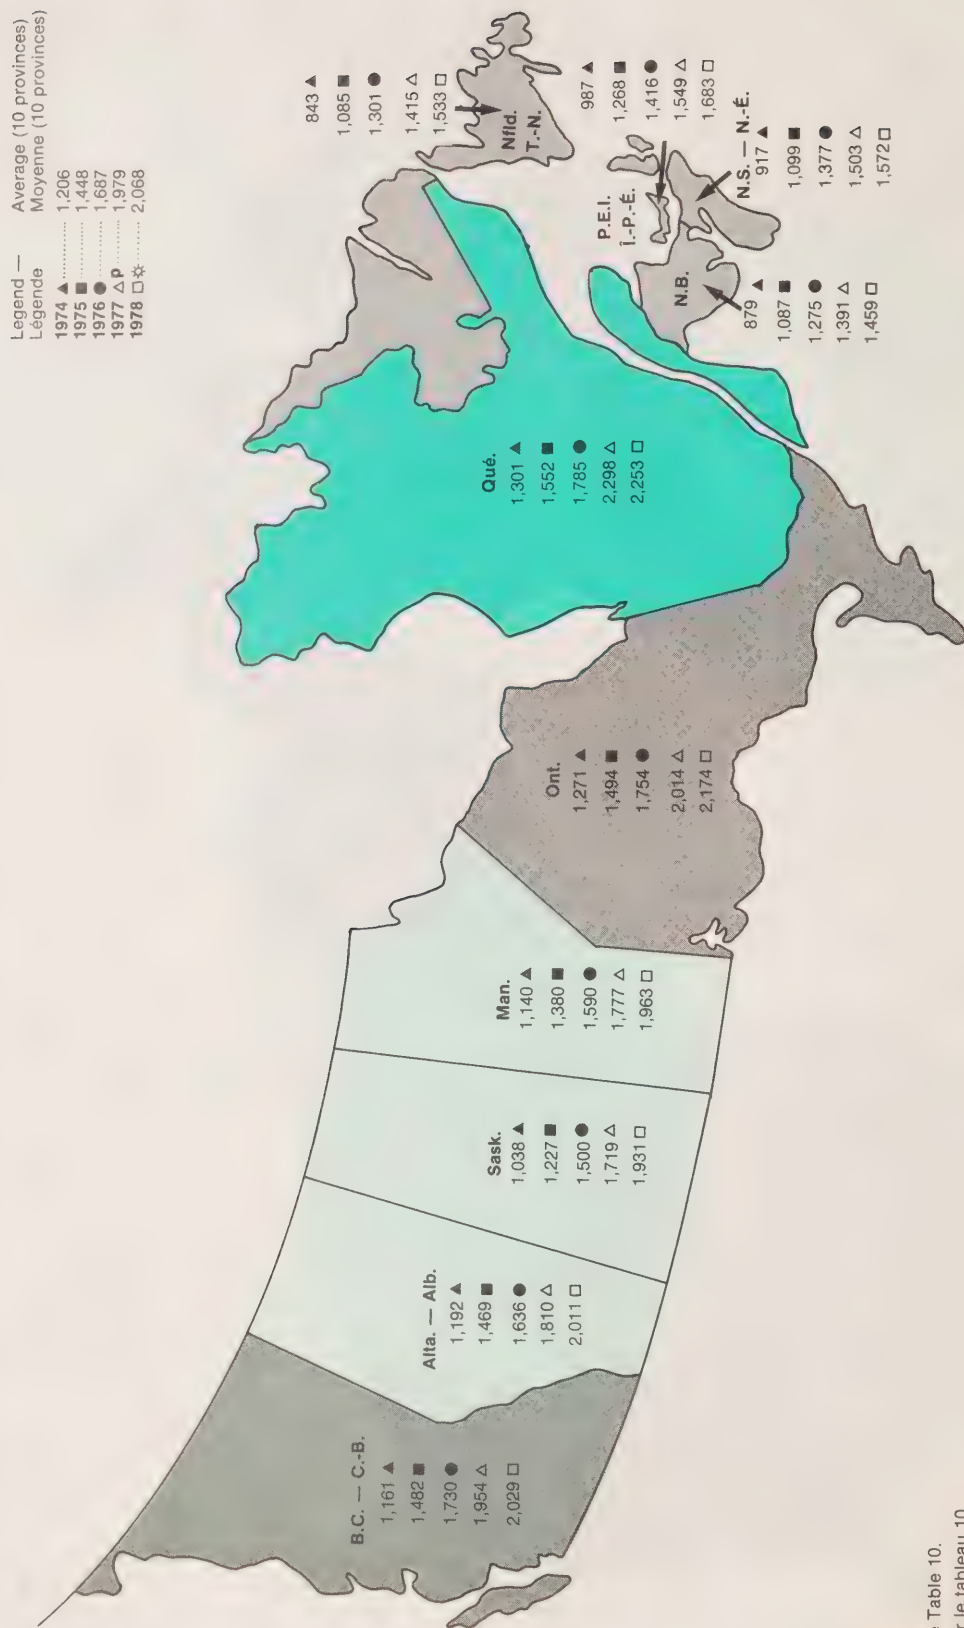 Legend — Average (10 provinces)
Légende Moyenne (10 provinces)
1974 ▲ ........... 1,206
1975 ■ ........... 1,448
1976 ● ........... 1,687
1977 △ p ........ 1,979
1978 □☼ ........ 2,068
B.C. — C.-B.
1,161 ▲
1,482 ■
1,730 ●
1,954 △
2,029 □
Alta. — Alb.
1,192 ▲
1,469 ■
1,636 ●
1,810 △
2,011 □
Sask.
1,038 ▲
1,227 ■
1,500 ●
1,719 △
1,931 □
Man.
1,140 ▲
1,380 ■
1,590 ●
1,777 △
1,963 □
Ont.
1,271 ▲
1,494 ■
1,754 ●
2,014 △
2,174 □
Qué.
1,301 ▲
1,552 ■
1,785 ●
2,298 △
2,253 □
Nfld.
T.-N.
843 ▲
1,085 ■
1,301 ●
1,415 △
1,533 □
P.E.I.
Î.-P.-É.
987 ▲
1,268 ■
1,416 ●
1,549 △
1,683 □
N.S. — N.-É.
917 ▲
1,099 ■
1,377 ●
1,503 △
1,572 □
N.B.
879 ▲
1,087 ■
1,275 ●
1,391 △
1,459 □
Table 10.
le tableau 10